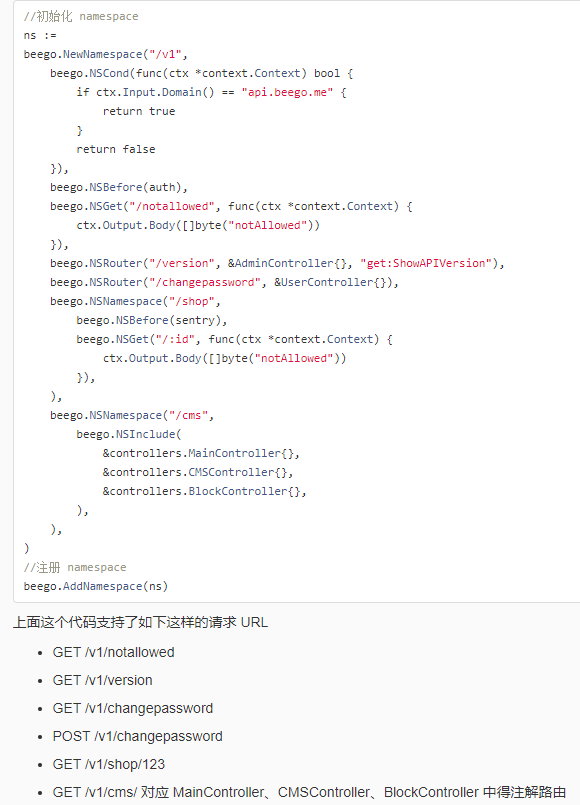 //初始化 namespace
ns :=
beego.NewNamespace("/v1",
    beego.NSCond(func(ctx *context.Context) bool {
        if ctx.Input.Domain() == "api.beego.me" {
            return true
        }
        return false
    }),
    beego.NSBefore(auth),
    beego.NSGet("/notallowed", func(ctx *context.Context) {
        ctx.Output.Body([]byte("notAllowed"))
    }),
    beego.NSRouter("/version", &AdminController{}, "get:ShowAPIVersion"),
    beego.NSRouter("/changepassword", &UserController{}),
    beego.NSNamespace("/shop",
        beego.NSBefore(sentry),
        beego.NSGet("/:id", func(ctx *context.Context) {
            ctx.Output.Body([]byte("notAllowed"))
        }),
    ),
    beego.NSNamespace("/cms",
        beego.NSInclude(
            &controllers.MainController{},
            &controllers.CMSController{},
            &controllers.BlockController{},
        ),
    ),
)
//注册 namespace
beego.AddNamespace(ns)
上面这个代码支持了如下这样的请求 URL
• GET /v1/notallowed
• GET /v1/version
• GET /v1/changepassword
• POST /v1/changepassword
• GET /v1/shop/123
• GET /v1/cms/ 对应 MainController、CMSController、BlockController 中得注解路由